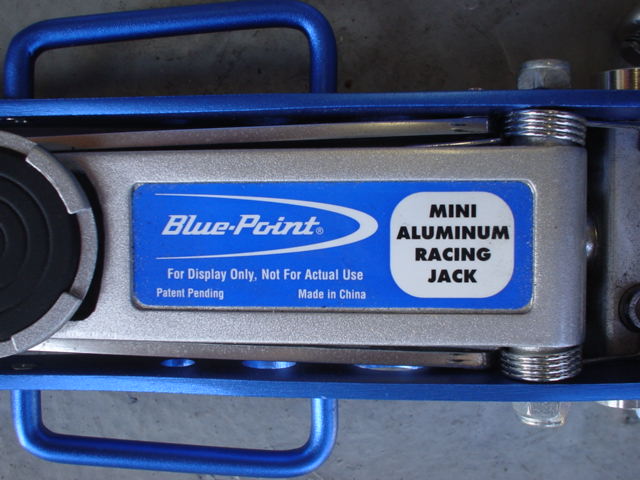 Blue-Point®
MINI
ALUMINUM
RACING
JACK
For Display Only, Not For Actual Use
Patent Pending
Made in China